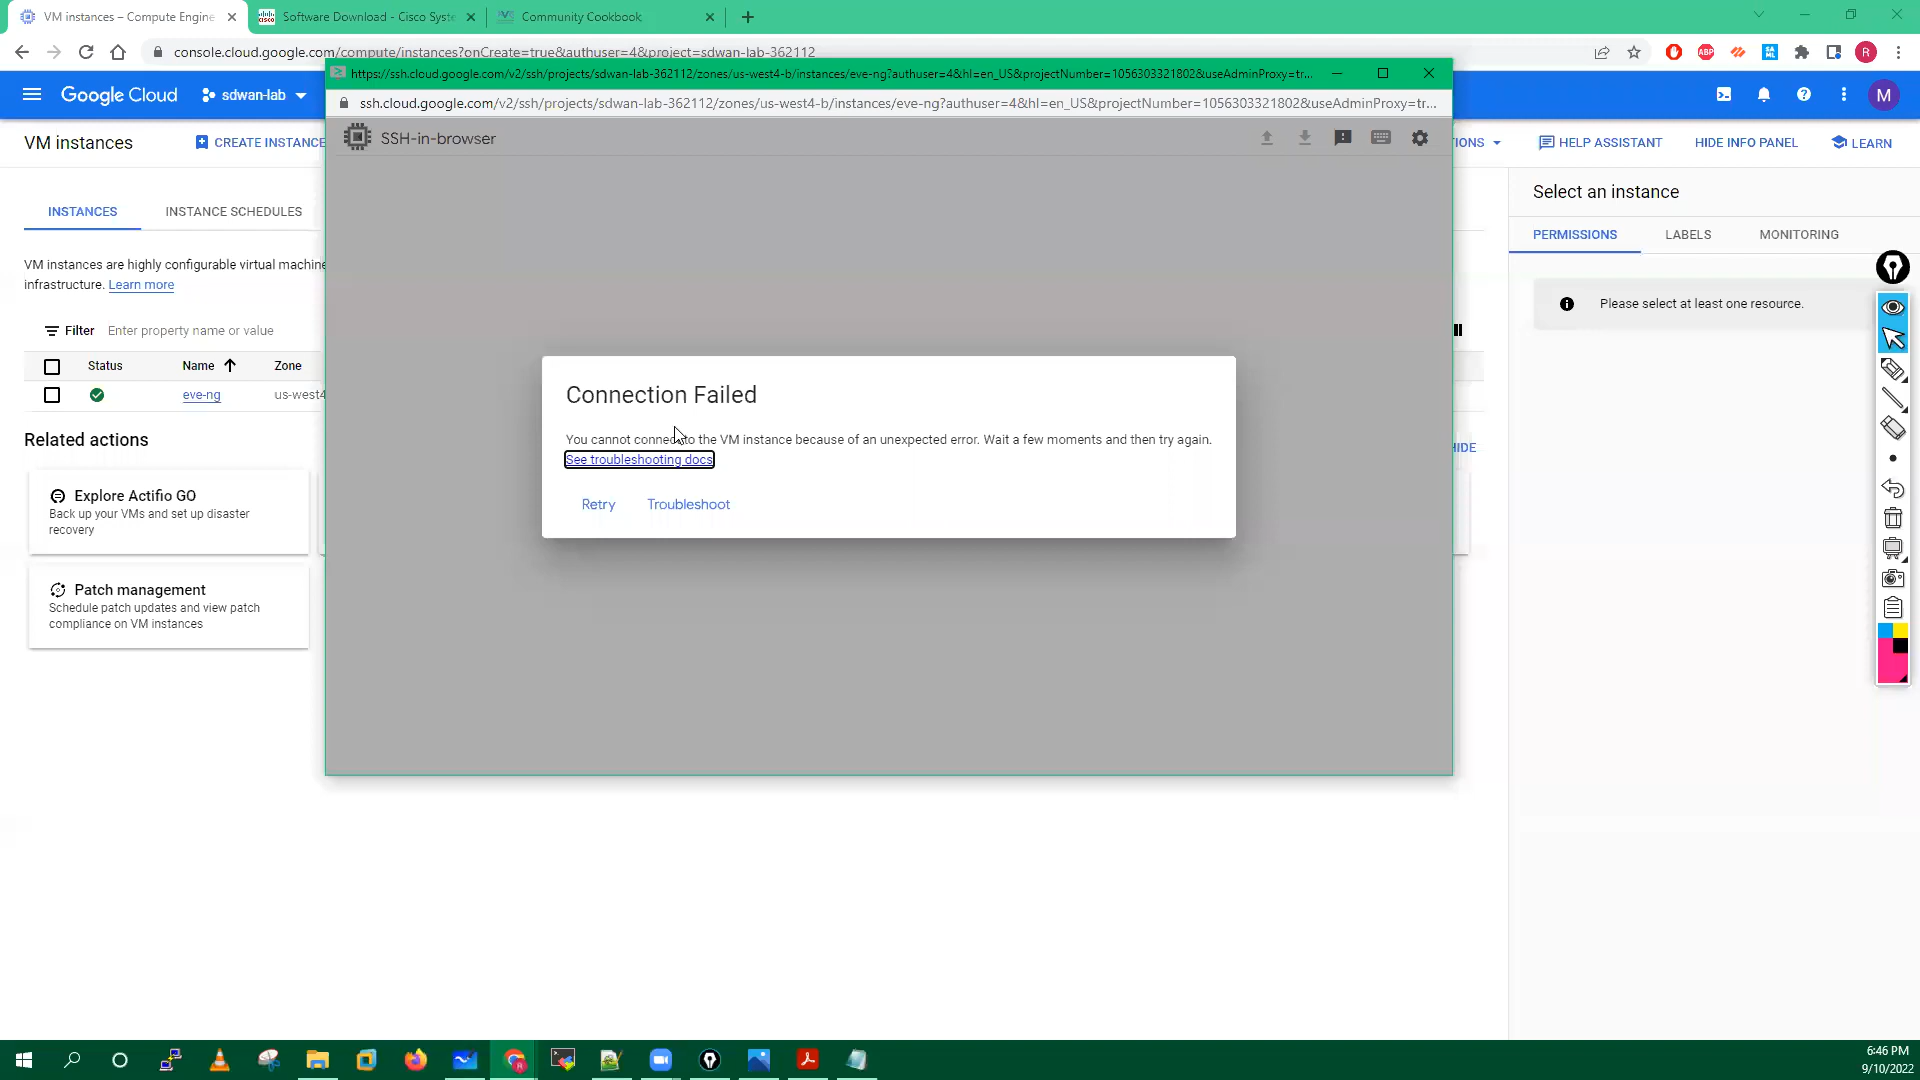 VM instances – Compute Engine
Software Download - Cisco Syste
Community Cookbook
console.cloud.google.com/compute/instances?onCreate=true&authuser=4&project=sdwan-lab-362112
ABP
R
https://ssh.cloud.google.com/v2/ssh/projects/sdwan-lab-362112/zones/us-west4-b/instances/eve-ng?authuser=4&hl=en_US&projectNumber=1056303321802&useAdminProxy=tr...
Google Cloud
sdwan-lab
M
ssh.cloud.google.com/v2/ssh/projects/sdwan-lab-362112/zones/us-west4-b/instances/eve-ng?authuser=4&hl=en_US&projectNumber=1056303321802&useAdminProxy=tr...
VM instances
CREATE INSTANCE
SSH-in-browser
IONS
HELP ASSISTANT
HIDE INFO PANEL
LEARN
INSTANCES
INSTANCE SCHEDULES
Select an instance
PERMISSIONS
LABELS
MONITORING
VM instances are highly configurable virtual machine
infrastructure. Learn more
Please select at least one resource.
Filter
Enter property name or value
Status
Name
Zone
eve-ng
us-west4
Related actions
HIDE
Explore Actifio GO
Back up your VMs and set up disaster
recovery
Patch management
Schedule patch updates and view patch
compliance on VM instances
Connection Failed
You cannot connect to the VM instance because of an unexpected error. Wait a few moments and then try again.
See troubleshooting docs
Retry
Troubleshoot
6:46 PM
9/10/2022